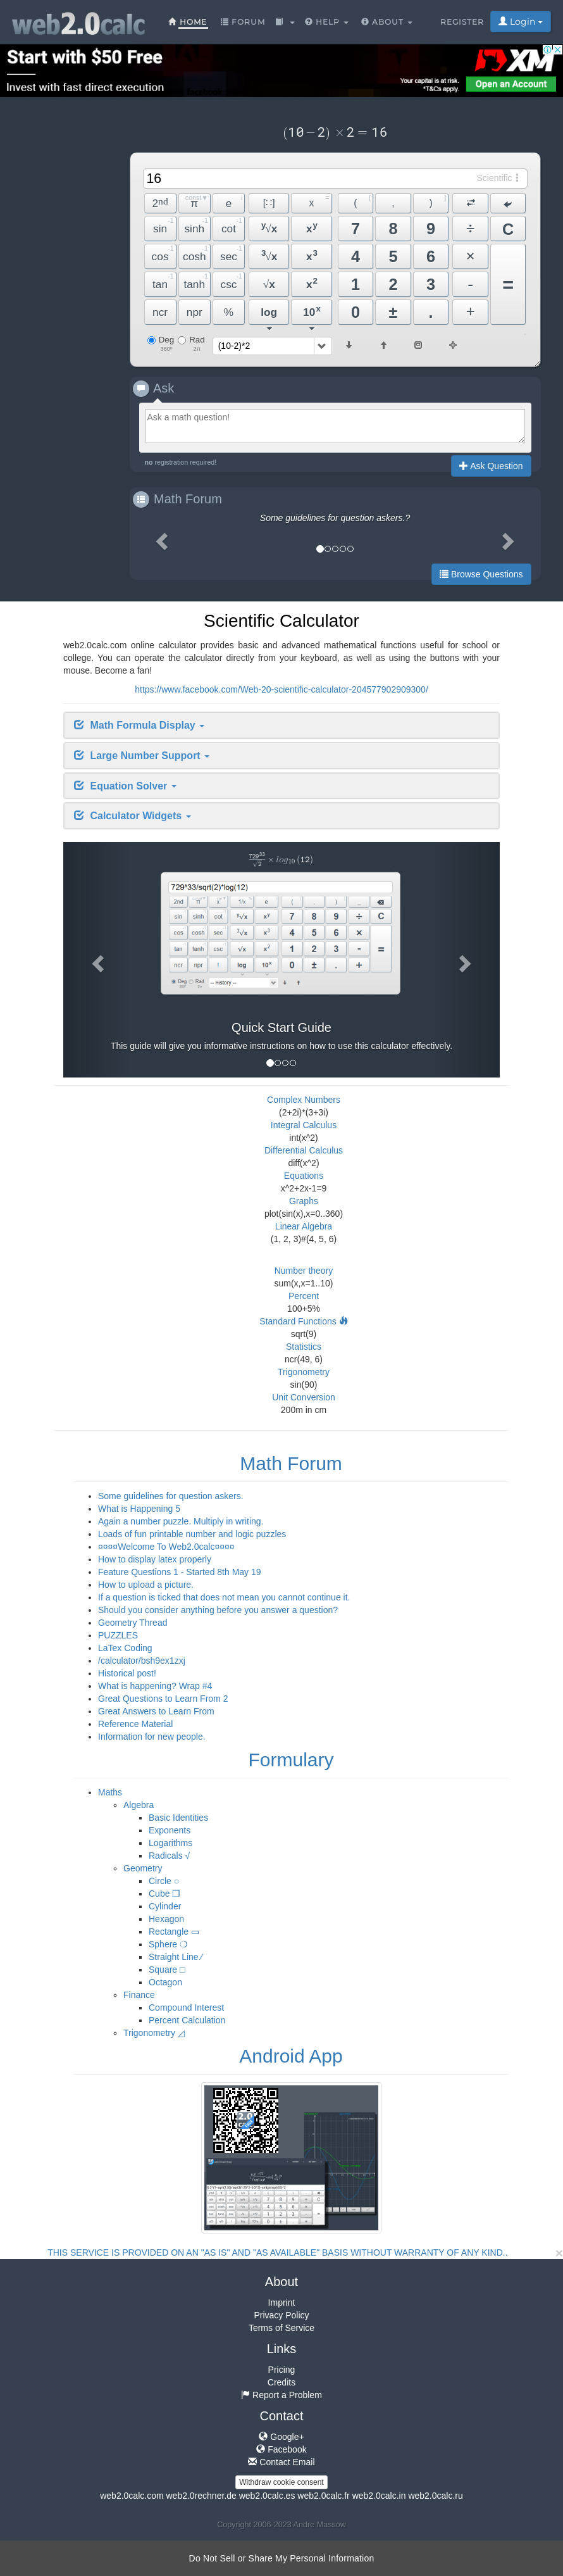 web2.0calc
HOME FORUM HELP ABOUT REGISTER Login
Start with $50 Free
Invest with direct execution.
Your capital is at risk.
*T&Cs apply.
XM
Open an Account
(10−2)×2=16
16
Scientific
2nd π e [::] x ( , )
sin sinh cot y√x xy 7 8 9 ÷ C
cos cosh sec 3√x x3 4 5 6 × =
tan tanh csc √x x2 1 2 3 -
ncr npr % log 10x 0 ± . +
Deg 360º Rad 2π (10-2)*2
Ask
Ask a math question!
no registration required!
Ask Question
Math Forum
Some guidelines for question askers.?
Browse Questions
Scientific Calculator
web2.0calc.com online calculator provides basic and advanced mathematical functions useful for school or
college. You can operate the calculator directly from your keyboard, as well as using the buttons with your
mouse. Become a fan!
https://www.facebook.com/Web-20-scientific-calculator-204577902909300/
Math Formula Display
Large Number Support
Equation Solver
Calculator Widgets
729^33/sqrt(2)*log(12)
Quick Start Guide
This guide will give you informative instructions on how to use this calculator effectively.
Complex Numbers
(2+2i)*(3+3i)
Integral Calculus
int(x^2)
Differential Calculus
diff(x^2)
Equations
x^2+2x-1=9
Graphs
plot(sin(x),x=0..360)
Linear Algebra
(1, 2, 3)#(4, 5, 6)
Number theory
sum(x,x=1..10)
Percent
100+5%
Standard Functions
sqrt(9)
Statistics
ncr(49, 6)
Trigonometry
sin(90)
Unit Conversion
200m in cm
Math Forum
Some guidelines for question askers.
What is Happening 5
Again a number puzzle. Multiply in writing.
Loads of fun printable number and logic puzzles
¤¤¤¤Welcome To Web2.0calc¤¤¤¤
How to display latex properly
Feature Questions 1 - Started 8th May 19
How to upload a picture.
If a question is ticked that does not mean you cannot continue it.
Should you consider anything before you answer a question?
Geometry Thread
PUZZLES
LaTex Coding
/calculator/bsh9ex1zxj
Historical post!
What is happening? Wrap #4
Great Questions to Learn From 2
Great Answers to Learn From
Reference Material
Information for new people.
Formulary
Maths
Algebra
Basic Identities
Exponents
Logarithms
Radicals √
Geometry
Circle ○
Cube ❒
Cylinder
Hexagon
Rectangle ▭
Sphere ❍
Straight Line ∕
Square □
Octagon
Finance
Compound Interest
Percent Calculation
Trigonometry ◿
Android App
THIS SERVICE IS PROVIDED ON AN "AS IS" AND "AS AVAILABLE" BASIS WITHOUT WARRANTY OF ANY KIND..
About
Imprint
Privacy Policy
Terms of Service
Links
Pricing
Credits
Report a Problem
Contact
Google+
Facebook
Contact Email
Withdraw cookie consent
web2.0calc.com web2.0rechner.de web2.0calc.es web2.0calc.fr web2.0calc.in web2.0calc.ru
Copyright 2006-2023 Andre Massow
Do Not Sell or Share My Personal Information